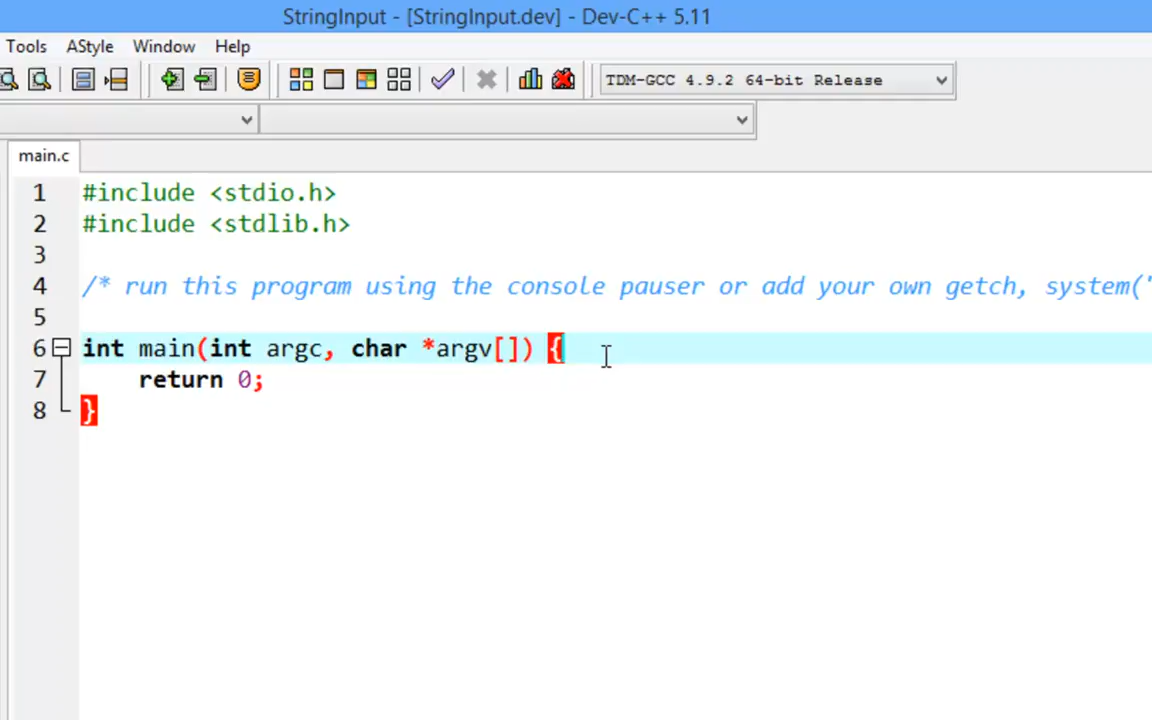 StringInput - [StringInput.dev] - Dev-C++ 5.11
Tools AStyle Window Help
TDM-GCC 4.9.2 64-bit Release
main.c
1 #include <stdio.h>
2 #include <stdlib.h>
3
4 /* run this program using the console pauser or add your own getch, system("
5
6 int main(int argc, char *argv[]) {
7 return 0;
8 }